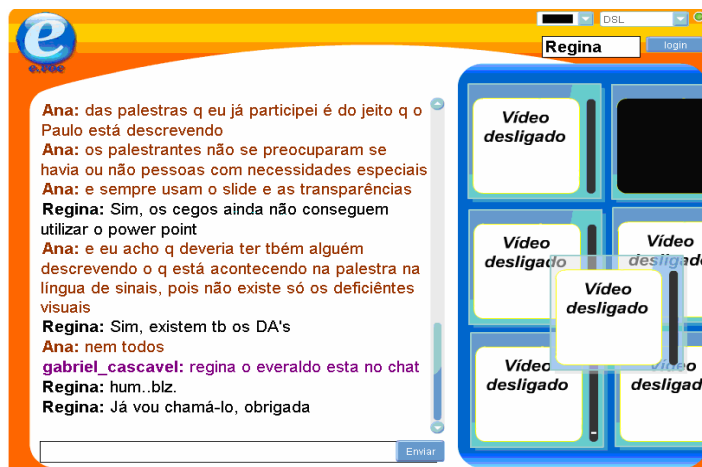 DSL
Regina
login
Ana: das palestras q eu já participei é do jeito q o
Paulo está descrevendo
Ana: os palestrantes não se preocuparam se
havia ou não pessoas com necessidades especiais
Ana: e sempre usam o slide e as transparências
Regina: Sim, os cegos ainda não conseguem
utilizar o power point
Ana: e eu acho q deveria ter tbém alguém
descrevendo o q está acontecendo na palestra na
língua de sinais, pois não existe só os deficiêntes
visuais
Regina: Sim, existem tb os DA's
Ana: nem todos
gabriel_cascavel: regina o everaldo esta no chat
Regina: hum..blz.
Regina: Já vou chamá-lo, obrigada
Enviar
Vídeo
desligado
Vídeo
desligado
Vídeo
desligado
Vídeo
desligado
Vídeo
desligado
Vídeo
desligado